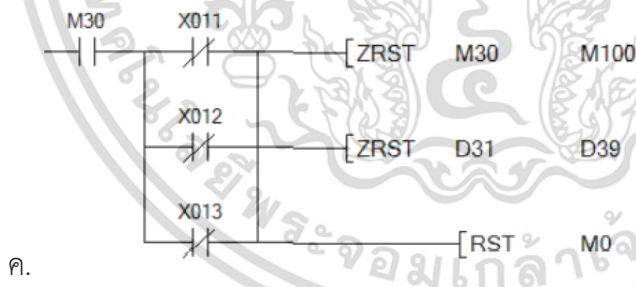 M30 X011
[ZRST M30 M100
X012
[ZRST D31 D39
X013
[RST M0
ค.